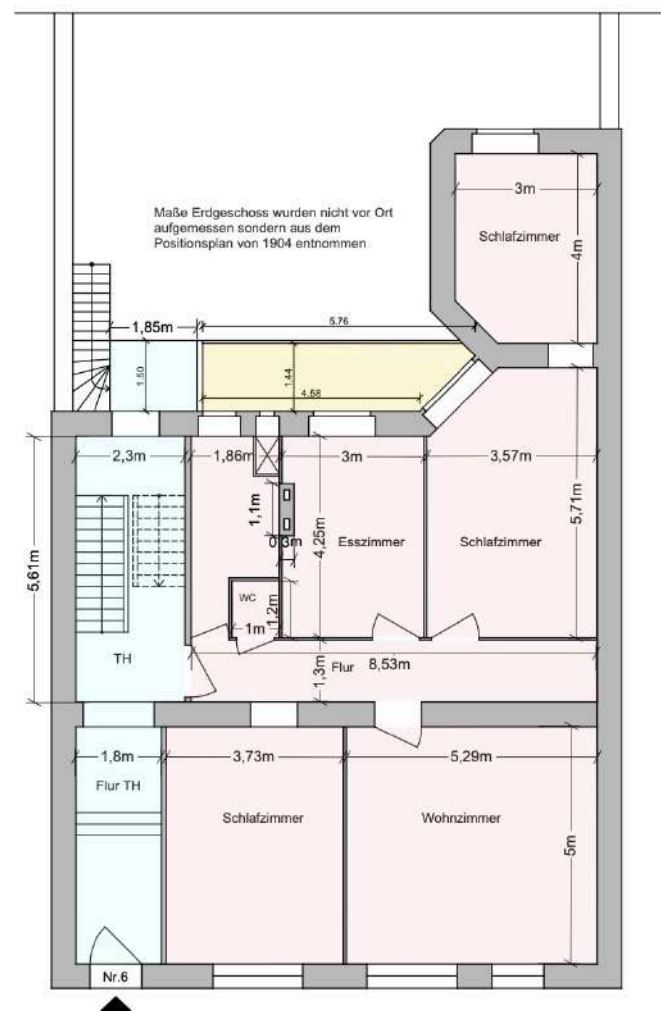 3m
Maße Erdgeschoss wurden nicht vor Ort
aufgemessen sondern aus dem
Positionsplan von 1904 entnommen
Schlafzimmer
4m
1,85m
5.76
1.50
1.44
4.58
2,3m
1,86m
3m
3,57m
5,61m
1,1m
0,3m
4,25m
5,71m
Esszimmer
Schlafzimmer
WC
1,2m
1m
TH
Flur
8,53m
1,3m
1,8m
3,73m
5,29m
Flur TH
Schlafzimmer
Wohnzimmer
5m
Nr.6